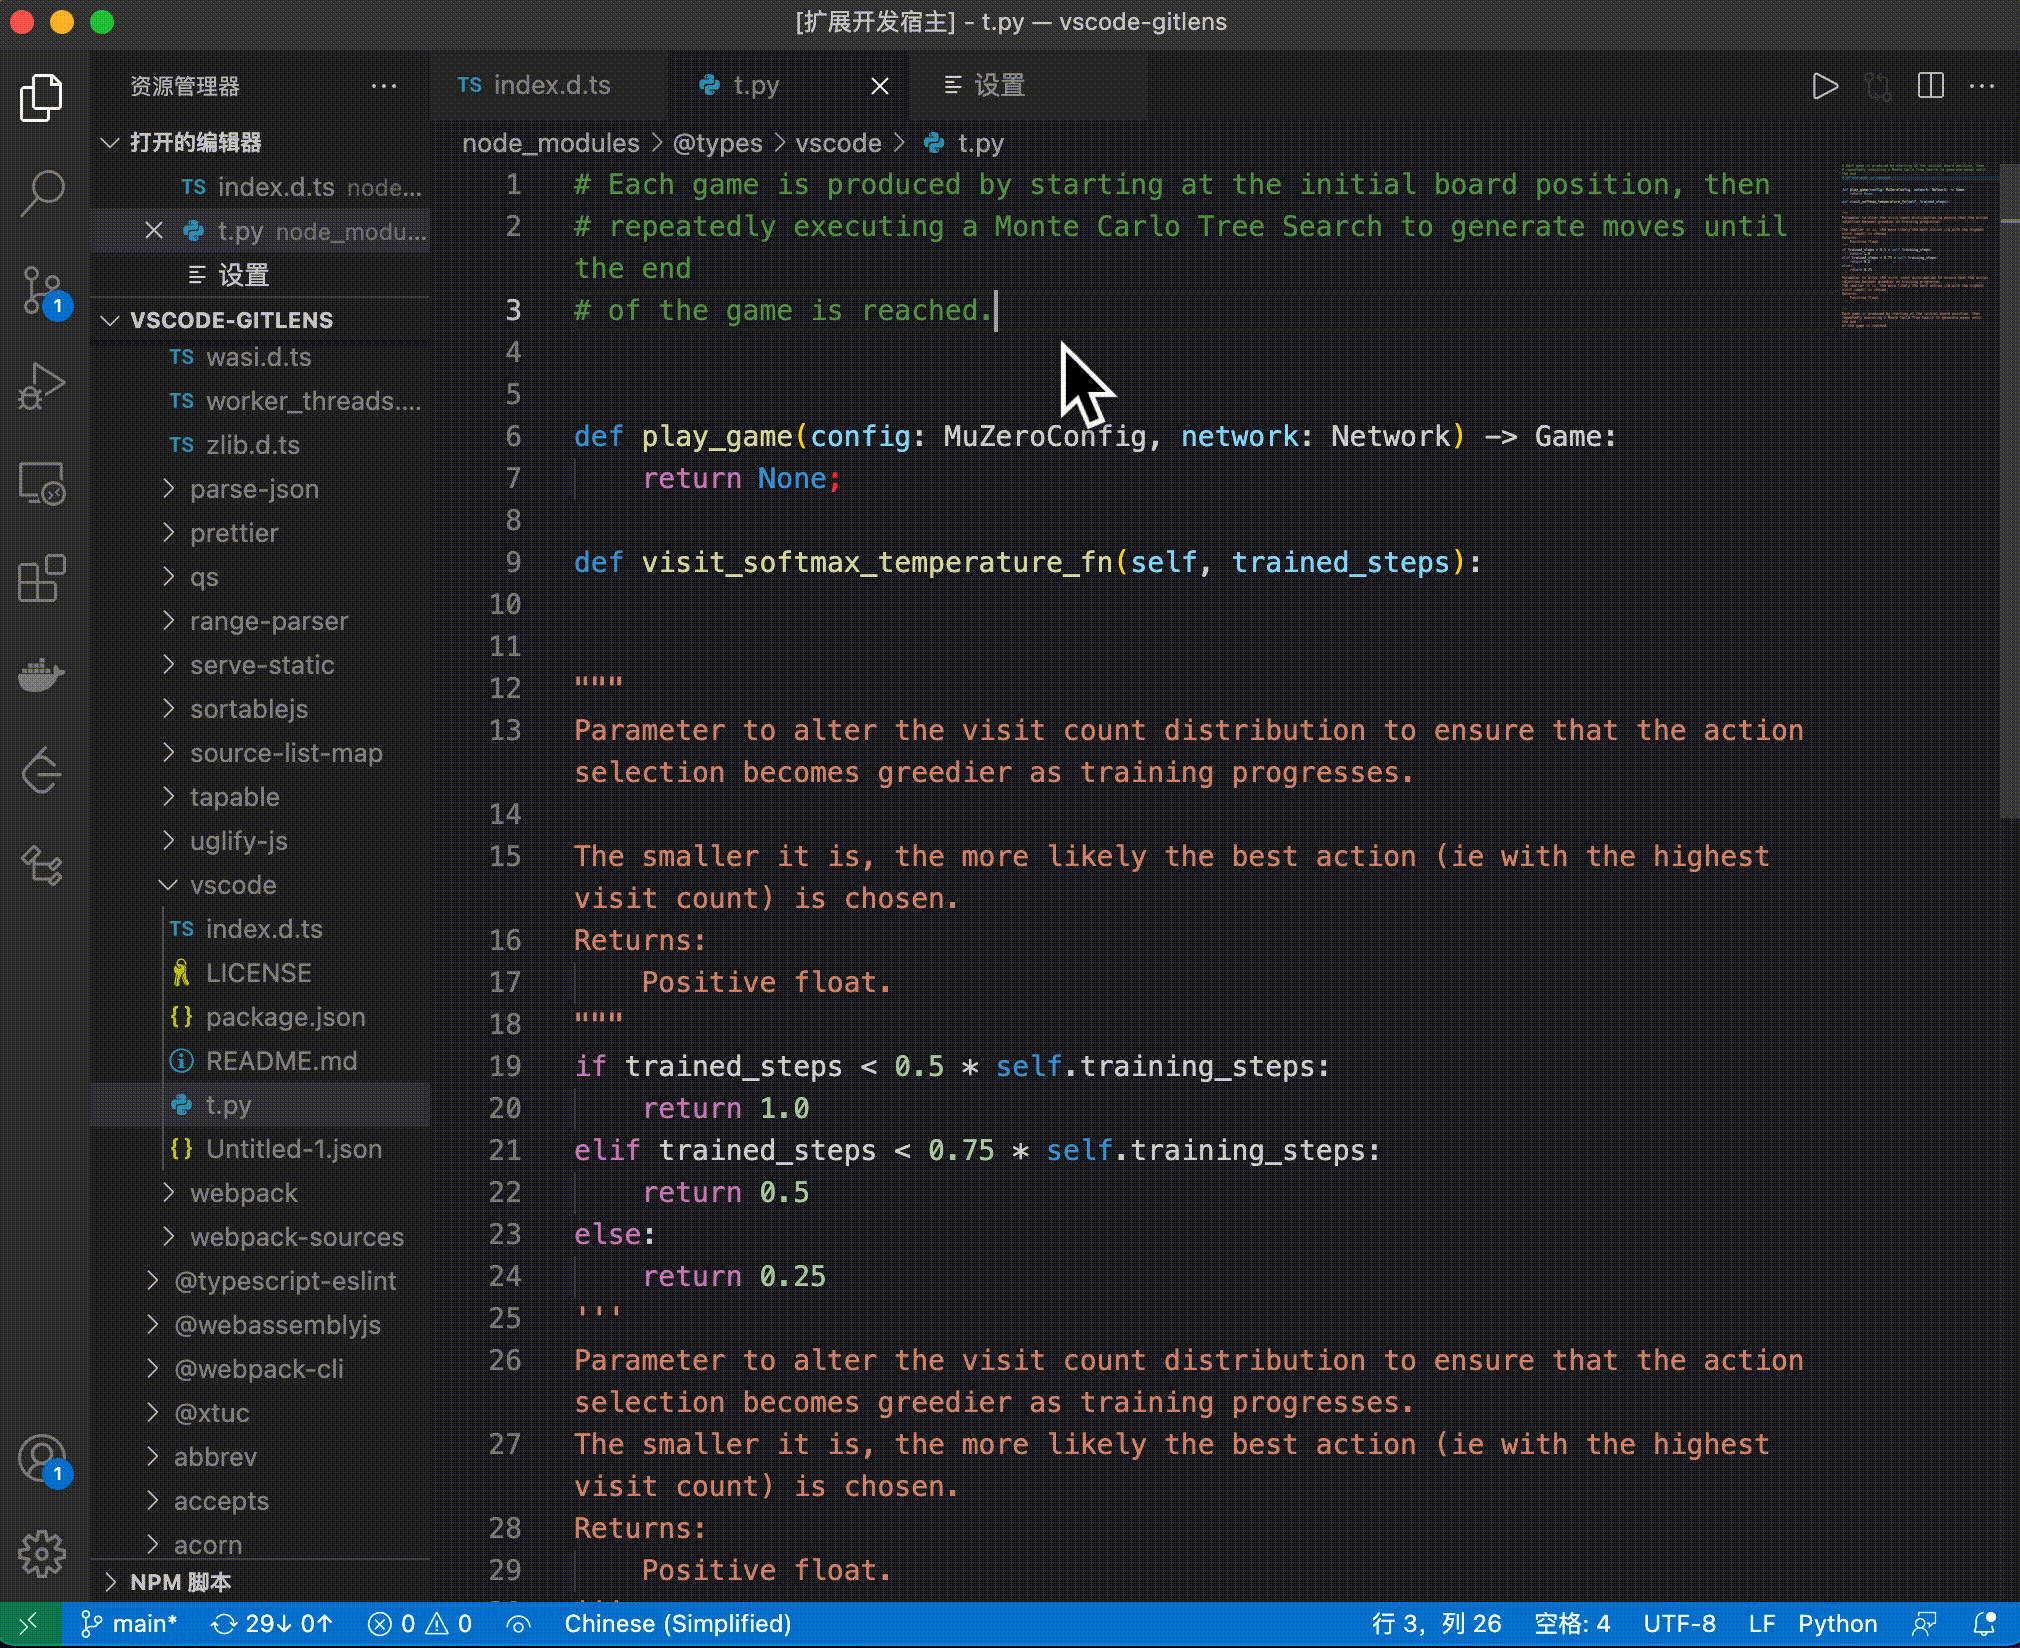 [扩展开发宿主] - t.py — vscode-gitlens
资源管理器
打开的编辑器
TS index.d.ts node...
t.py node_modu...
设置
VSCODE-GITLENS
TS wasi.d.ts
TS worker_threads....
TS zlib.d.ts
parse-json
prettier
qs
range-parser
serve-static
sortablejs
source-list-map
tapable
uglify-js
vscode
TS index.d.ts
LICENSE
{} package.json
README.md
t.py
{} Untitled-1.json
webpack
webpack-sources
@typescript-eslint
@webassemblyjs
@webpack-cli
@xtuc
abbrev
accepts
acorn
NPM 脚本
1
1
TS index.d.ts
t.py
设置
node_modules > @types > vscode > t.py
1 # Each game is produced by starting at the initial board position, then
2 # repeatedly executing a Monte Carlo Tree Search to generate moves until
the end
3 # of the game is reached.
4
5
6 def play_game(config: MuZeroConfig, network: Network) -> Game:
7 return None;
8
9 def visit_softmax_temperature_fn(self, trained_steps):
10
11
12 """
13 Parameter to alter the visit count distribution to ensure that the action
selection becomes greedier as training progresses.
14
15 The smaller it is, the more likely the best action (ie with the highest
visit count) is chosen.
16 Returns:
17 Positive float.
18 """
19 if trained_steps < 0.5 * self.training_steps:
20 return 1.0
21 elif trained_steps < 0.75 * self.training_steps:
22 return 0.5
23 else:
24 return 0.25
25 '''
26 Parameter to alter the visit count distribution to ensure that the action
selection becomes greedier as training progresses.
27 The smaller it is, the more likely the best action (ie with the highest
visit count) is chosen.
28 Returns:
29 Positive float.
main* 29↓ 0↑ 0 0 Chinese (Simplified) 行 3，列 26 空格: 4 UTF-8 LF Python